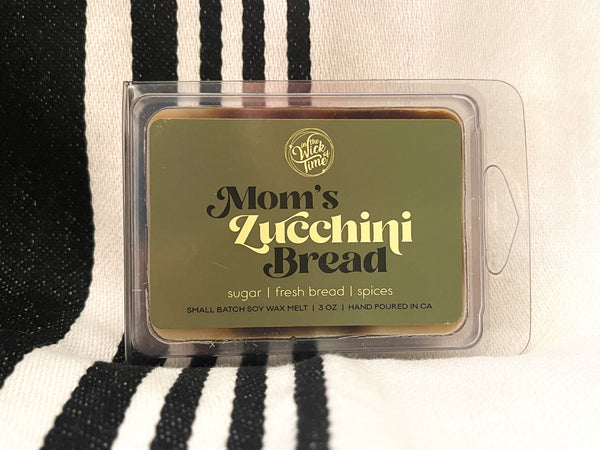 in the
Wick of
Time
Mom's
Zucchini
Bread
sugar | fresh bread | spices
SMALL BATCH SOY WAX MELT | 3 OZ | HAND POURED IN CA